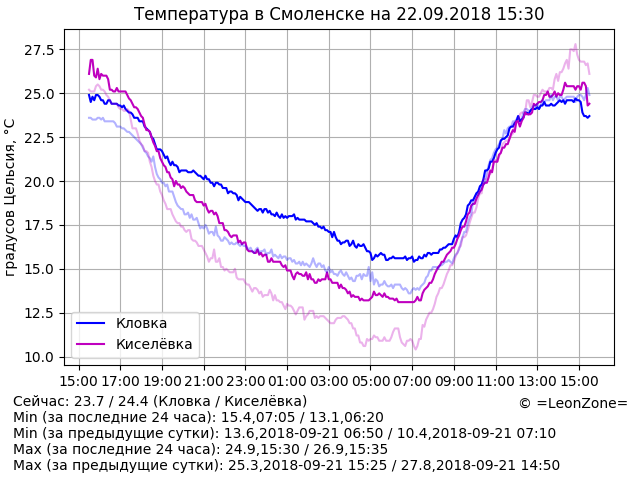 Температура в Смоленске на 22.09.2018 15:30
градусов Цельсия, °C
27.5
25.0
22.5
20.0
17.5
15.0
12.5
10.0
Кловка
Киселёвка
15:00 17:00 19:00 21:00 23:00 01:00 03:00 05:00 07:00 09:00 11:00 13:00 15:00
Сейчас: 23.7 / 24.4 (Кловка / Киселёвка)
© =LeonZone=
Min (за последние 24 часа): 15.4,07:05 / 13.1,06:20
Min (за предыдущие сутки): 13.6,2018-09-21 06:50 / 10.4,2018-09-21 07:10
Max (за последние 24 часа): 24.9,15:30 / 26.9,15:35
Max (за предыдущие сутки): 25.3,2018-09-21 15:25 / 27.8,2018-09-21 14:50